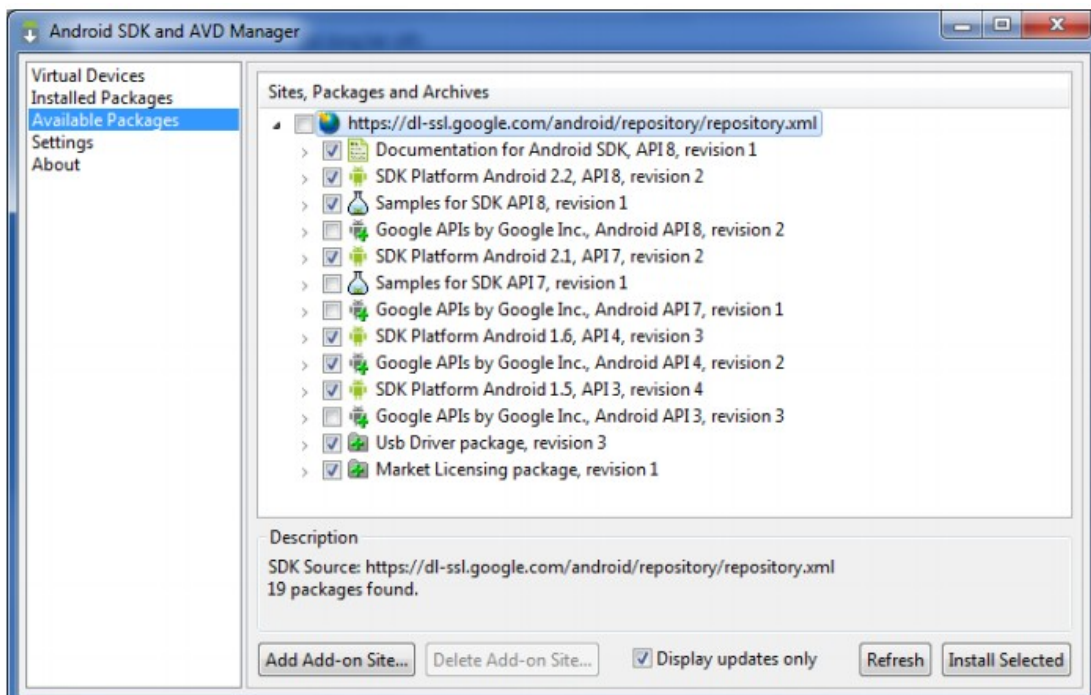 Android SDK and AVD Manager
Virtual Devices
Installed Packages
Available Packages
Settings
About
Sites, Packages and Archives
https://dl-ssl.google.com/android/repository/repository.xml
Documentation for Android SDK, API 8, revision 1
SDK Platform Android 2.2, API 8, revision 2
Samples for SDK API 8, revision 1
Google APIs by Google Inc., Android API 8, revision 2
SDK Platform Android 2.1, API 7, revision 2
Samples for SDK API 7, revision 1
Google APIs by Google Inc., Android API 7, revision 1
SDK Platform Android 1.6, API 4, revision 3
Google APIs by Google Inc., Android API 4, revision 2
SDK Platform Android 1.5, API 3, revision 4
Google APIs by Google Inc., Android API 3, revision 3
Usb Driver package, revision 3
Market Licensing package, revision 1
Description
SDK Source: https://dl-ssl.google.com/android/repository/repository.xml
19 packages found.
Add Add-on Site... Delete Add-on Site... Display updates only Refresh Install Selected